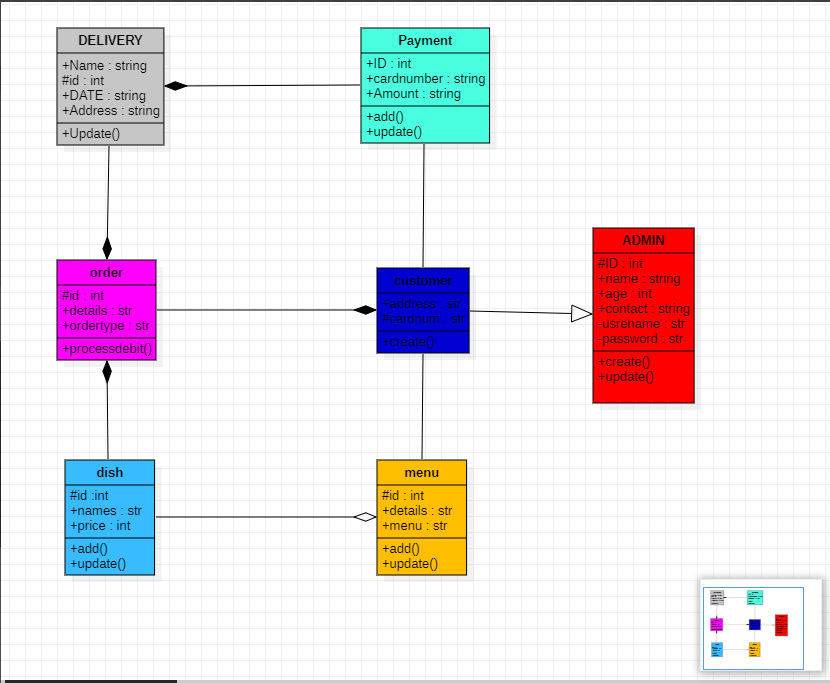 DELIVERY
+Name : string
#id : int
+DATE : string
+Address : string
+Update()
Payment
+ID : int
+cardnumber : string
+Amount : string
+add()
+update()
order
#id : int
+details : str
+ordertype : str
+processdebit()
customer
+address : str
#cardnum : str
+create()
ADMIN
#ID : int
+name : string
+age : int
+contact : string
-usrename : str
-password : str
+create()
+update()
dish
#id :int
+names : str
+price : int
+add()
+update()
menu
#id : int
+details : str
+menu : str
+add()
+update()